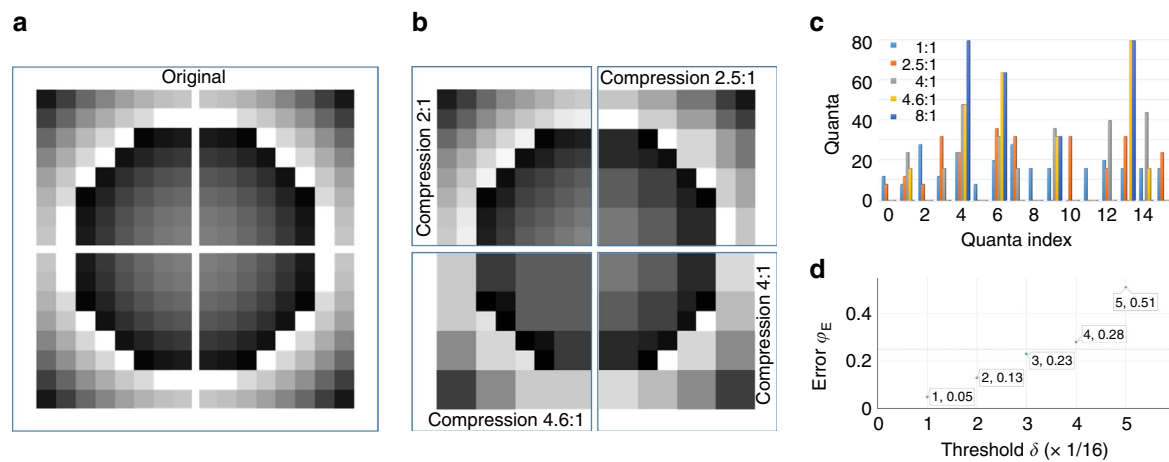 a
Original
b
Compression 2:1
Compression 2.5:1
Compression 4.6:1
Compression 4:1
c
Quanta
80
60
40
20
0
1:1
2.5:1
4:1
4.6:1
8:1
0 2 4 6 8 10 12 14
Quanta index
d
Error φE
0.4
0.2
0
5, 0.51
4, 0.28
3, 0.23
2, 0.13
1, 0.05
0 1 2 3 4 5
Threshold δ (× 1/16)